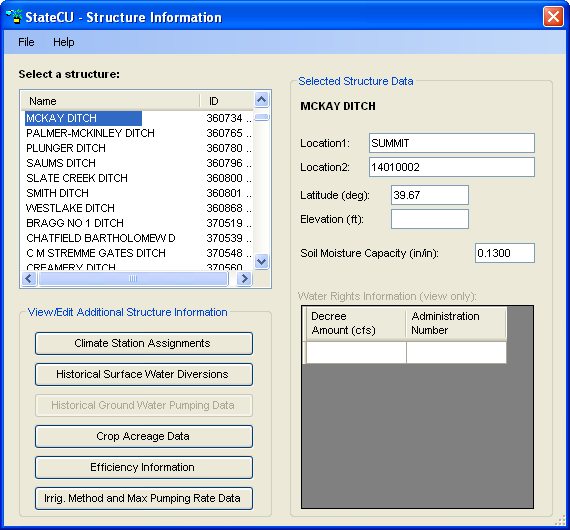 StateCU - Structure Information
File Help
Select a structure:
Name ID
MCKAY DITCH 360734 ..
PALMER-MCKINLEY DITCH 360765 ..
PLUNGER DITCH 360780 ..
SAUMS DITCH 360796 ..
SLATE CREEK DITCH 360800 ..
SMITH DITCH 360801 ..
WESTLAKE DITCH 360868 ..
BRAGG NO 1 DITCH 370519 ..
CHATFIELD BARTHOLOMEW D 370539 ..
C M STREMME GATES DITCH 370548 ..
CREAMERY DITCH 370560
View/Edit Additional Structure Information
Climate Station Assignments
Historical Surface Water Diversions
Historical Ground Water Pumping Data
Crop Acreage Data
Efficiency Information
Irrig. Method and Max Pumping Rate Data
Selected Structure Data
MCKAY DITCH
Location1: SUMMIT
Location2: 14010002
Latitude (deg): 39.67
Elevation (ft):
Soil Moisture Capacity (in/in): 0.1300
Water Rights Information (view only):
Decree Administration
Amount (cfs) Number